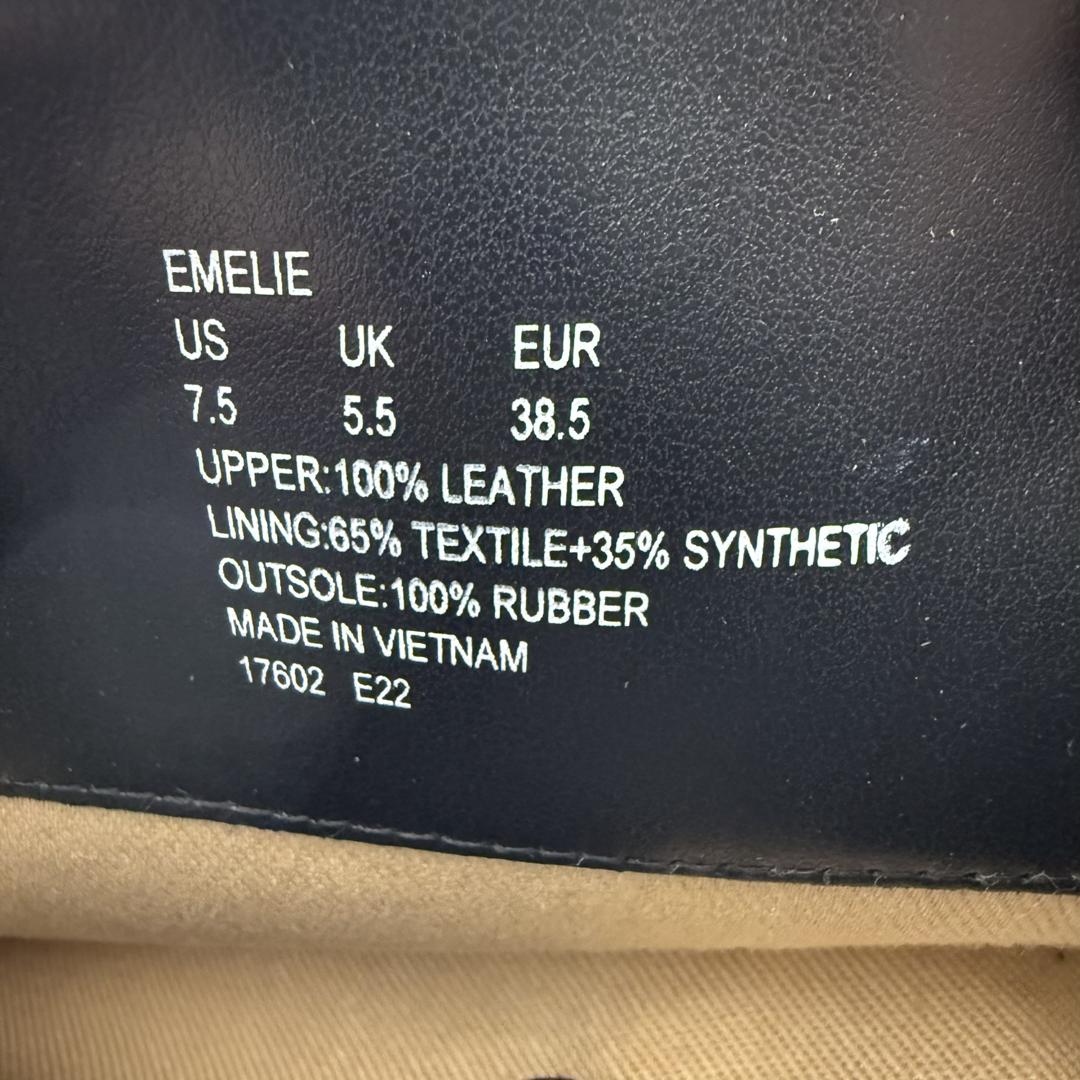 EMELIE
US UK EUR
7.5 5.5 38.5
UPPER:100% LEATHER
LINING:65% TEXTILE+35% SYNTHETIC
OUTSOLE:100% RUBBER
MADE IN VIETNAM
17602 E22